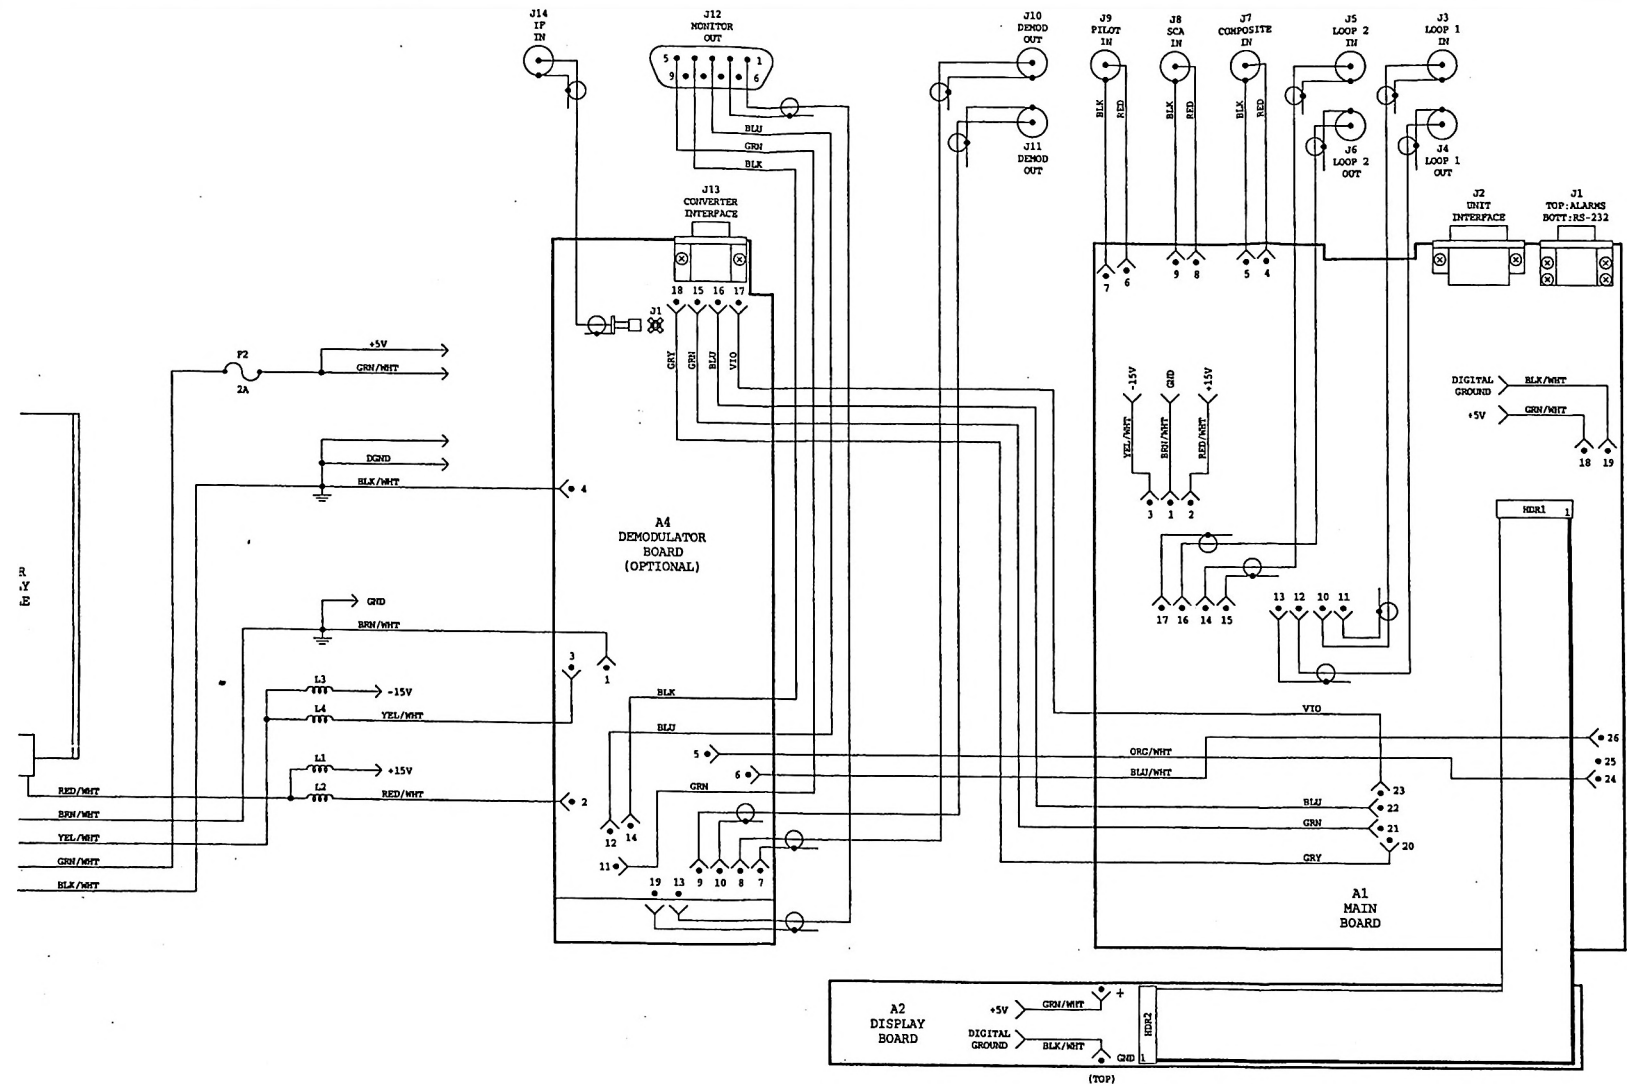 J14
IF
IN
J12
MONITOR
OUT
5
1
9
6
J10
DEMOD
OUT
J11
DEMOD
OUT
J9
PILOT
IN
J8
SCA
IN
J7
COMPOSITE
IN
J5
LOOP 2
IN
J3
LOOP 1
IN
J6
LOOP 2
OUT
J4
LOOP 1
OUT
BLK
RED
BLK
RED
BLK
RED
BLU
GRN
BLK
J13
CONVERTER
INTERFACE
J2
UNIT
INTERFACE
J1
TOP:ALARMS
BOTT:RS-232
7
6
9
8
5
4
18
15
16
17
J1
GRY
GRN
BLU
VIO
F2
2A
+5V
GRN/WHT
DGND
BLK/WHT
4
A4
DEMODULATOR
BOARD
(OPTIONAL)
-15V
GND
+15V
YEL/WHT
BRN/WHT
RED/WHT
3
1
2
DIGITAL
GROUND
BLK/WHT
+5V
GRN/WHT
18
19
HDR1
1
R
Y
E
GND
BRN/WHT
3
1
17
16
14
15
13
12
10
11
L3
-15V
L4
YEL/WHT
BLK
BLU
VIO
5
ORG/WHT
6
BLU/WHT
26
25
24
L1
+15V
L2
RED/WHT
2
RED/WHT
BRN/WHT
YEL/WHT
GRN/WHT
BLK/WHT
GRN
12
14
11
9
10
8
7
19
13
23
BLU
22
GRN
21
20
GRY
A1
MAIN
BOARD
A2
DISPLAY
BOARD
+5V
GRN/WHT
+
DIGITAL
GROUND
BLK/WHT
GND
1
HDR2
(TOP)